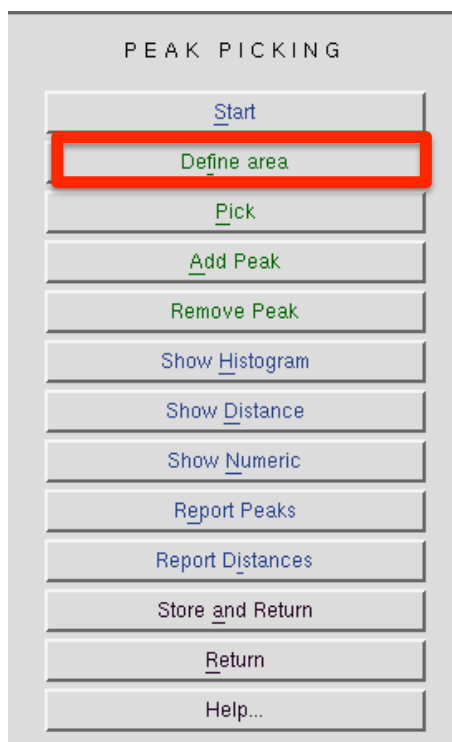 PEAK PICKING
Start
Define area
Pick
Add Peak
Remove Peak
Show Histogram
Show Distance
Show Numeric
Report Peaks
Report Distances
Store and Return
Return
Help...